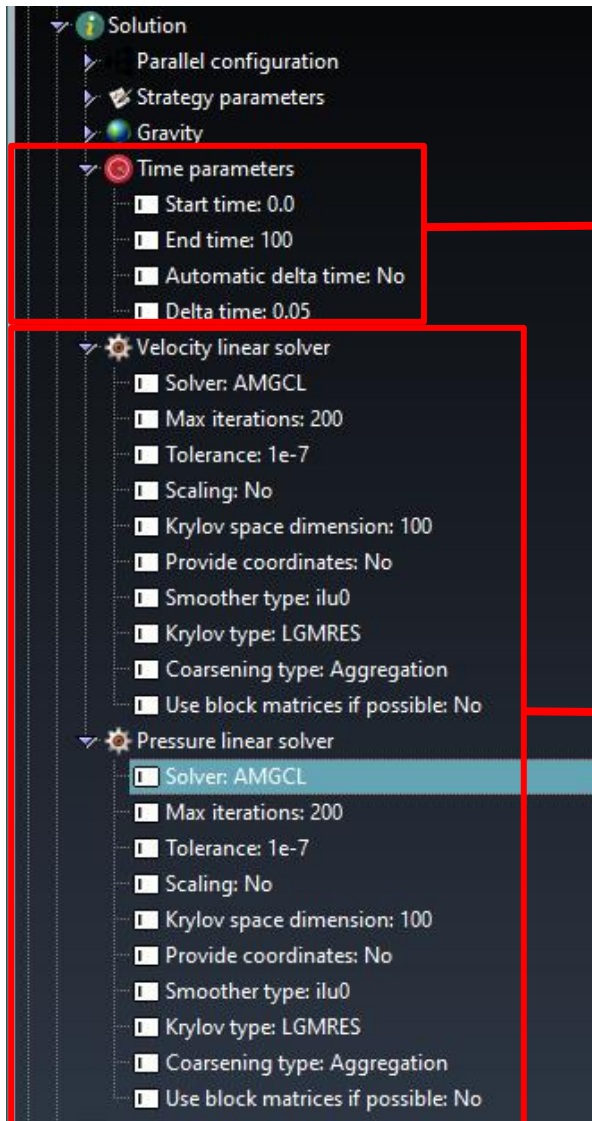 Solution
Parallel configuration
Strategy parameters
Gravity
Time parameters
Start time: 0.0
End time: 100
Automatic delta time: No
Delta time: 0.05
Velocity linear solver
Solver: AMGCL
Max iterations: 200
Tolerance: 1e-7
Scaling: No
Krylov space dimension: 100
Provide coordinates: No
Smoother type: ilu0
Krylov type: LGMRES
Coarsening type: Aggregation
Use block matrices if possible: No
Pressure linear solver
Solver: AMGCL
Max iterations: 200
Tolerance: 1e-7
Scaling: No
Krylov space dimension: 100
Provide coordinates: No
Smoother type: ilu0
Krylov type: LGMRES
Coarsening type: Aggregation
Use block matrices if possible: No